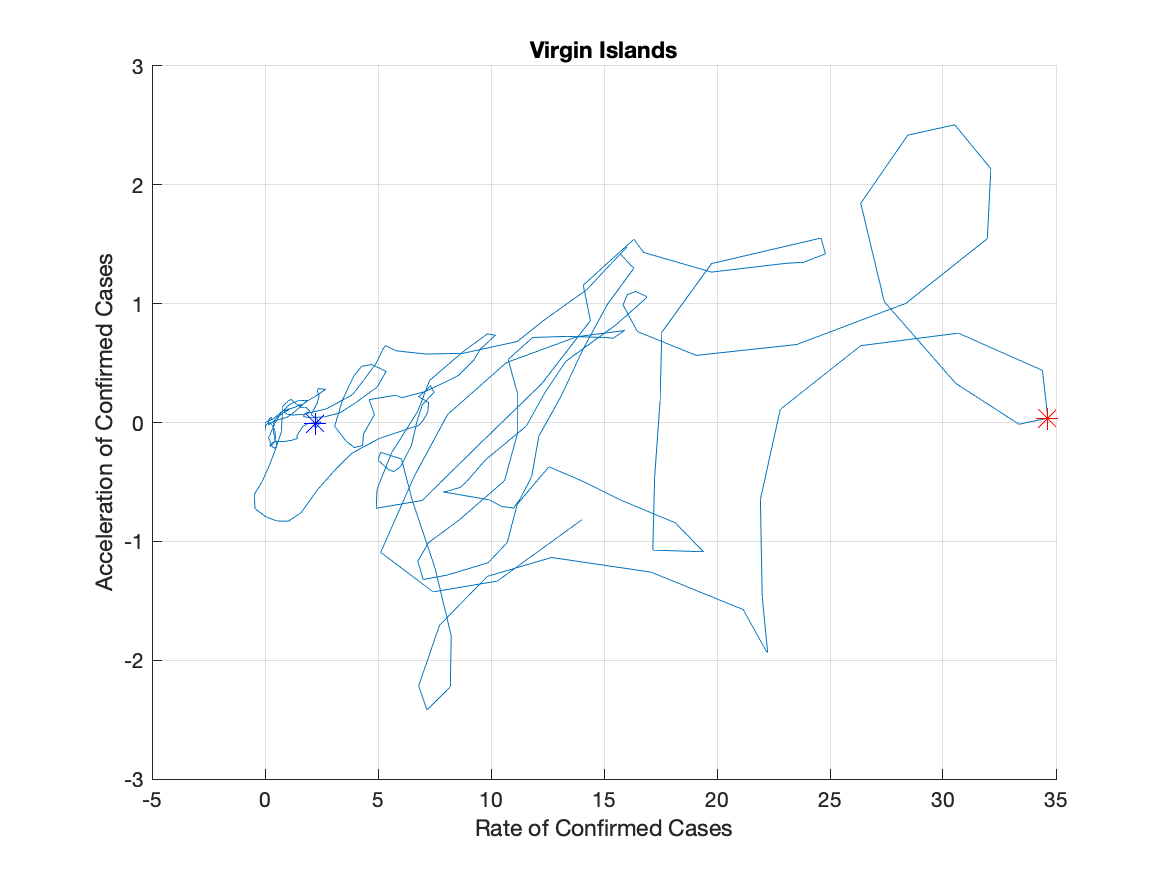 Virgin Islands
3
2
1
0
-1
-2
-3
Acceleration of Confirmed Cases
-5 0 5 10 15 20 25 30 35
Rate of Confirmed Cases